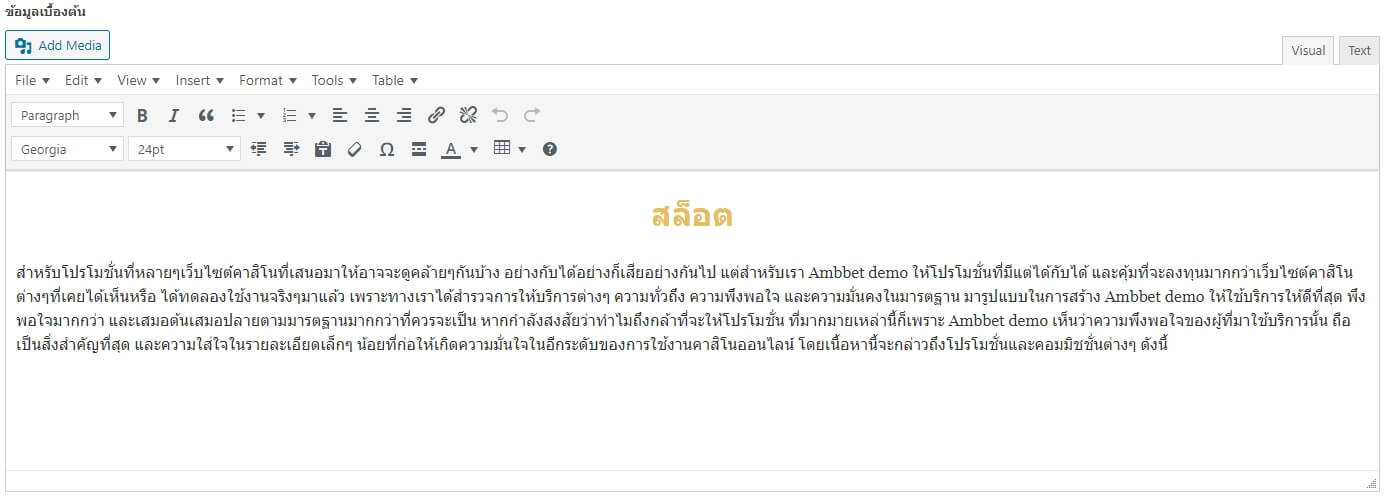 ข้อมูลเบื้องต้น
Add Media
Visual Text
File Edit View Insert Format Tools Table
Paragraph
Georgia 24pt
สล็อต
สำหรับโปรโมชั่นที่หลายๆเว็บไซต์คาสิโนที่เสนอมาให้อาจจะดูคล้ายๆกันบ้าง อย่างกับได้อย่างก็เสียอย่างกันไป แต่สำหรับเรา Ambbet demo ให้โปรโมชั่นที่มีแต่ได้กับได้ และคุ้มที่จะลงทุนมากกว่าเว็บไซต์คาสิโน
ต่างๆที่เคยได้เห็นหรือ ได้ทดลองใช้งานจริงๆมาแล้ว เพราะทางเราได้สำรวจการให้บริการต่างๆ ความทั่วถึง ความพึงพอใจ และความมั่นคงในมารตฐาน มารูปแบบในการสร้าง Ambbet demo ให้ใช้บริการให้ดีที่สุด พึง
พอใจมากกว่า และเสมอต้นเสมอปลายตามมารตฐานมากกว่าที่ควรจะเป็น หากกำลังสงสัยว่าทำไมถึงกล้าที่จะให้โปรโมชั่น ที่มากมายเหล่านี้ก็เพราะ Ambbet demo เห็นว่าความพึงพอใจของผู้ที่มาใช้บริการนั้น ถือ
เป็นสิ่งสำคัญที่สุด และความใส่ใจในรายละเอียดเล็กๆ น้อยที่ก่อให้เกิดความมั่นใจในอีกระดับของการใช้งานคาสิโนออนไลน์ โดยเนื้อหานี้จะกล่าวถึงโปรโมชั่นและคอมมิชชั่นต่างๆ ดังนี้